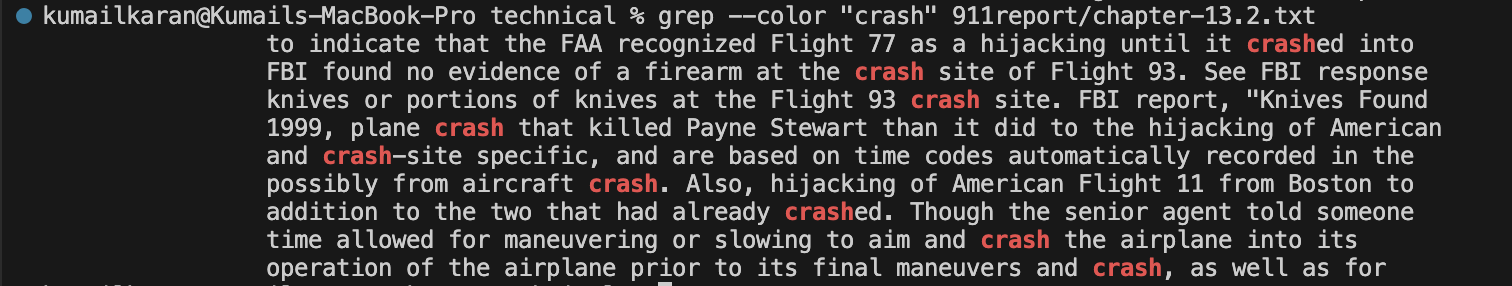 kumailkaran@Kumails-MacBook-Pro technical % grep --color "crash" 911report/chapter-13.2.txt
to indicate that the FAA recognized Flight 77 as a hijacking until it crashed into
FBI found no evidence of a firearm at the crash site of Flight 93. See FBI response
knives or portions of knives at the Flight 93 crash site. FBI report, "Knives Found
1999, plane crash that killed Payne Stewart than it did to the hijacking of American
and crash-site specific, and are based on time codes automatically recorded in the
possibly from aircraft crash. Also, hijacking of American Flight 11 from Boston to
addition to the two that had already crashed. Though the senior agent told someone
time allowed for maneuvering or slowing to aim and crash the airplane into its
operation of the airplane prior to its final maneuvers and crash, as well as for